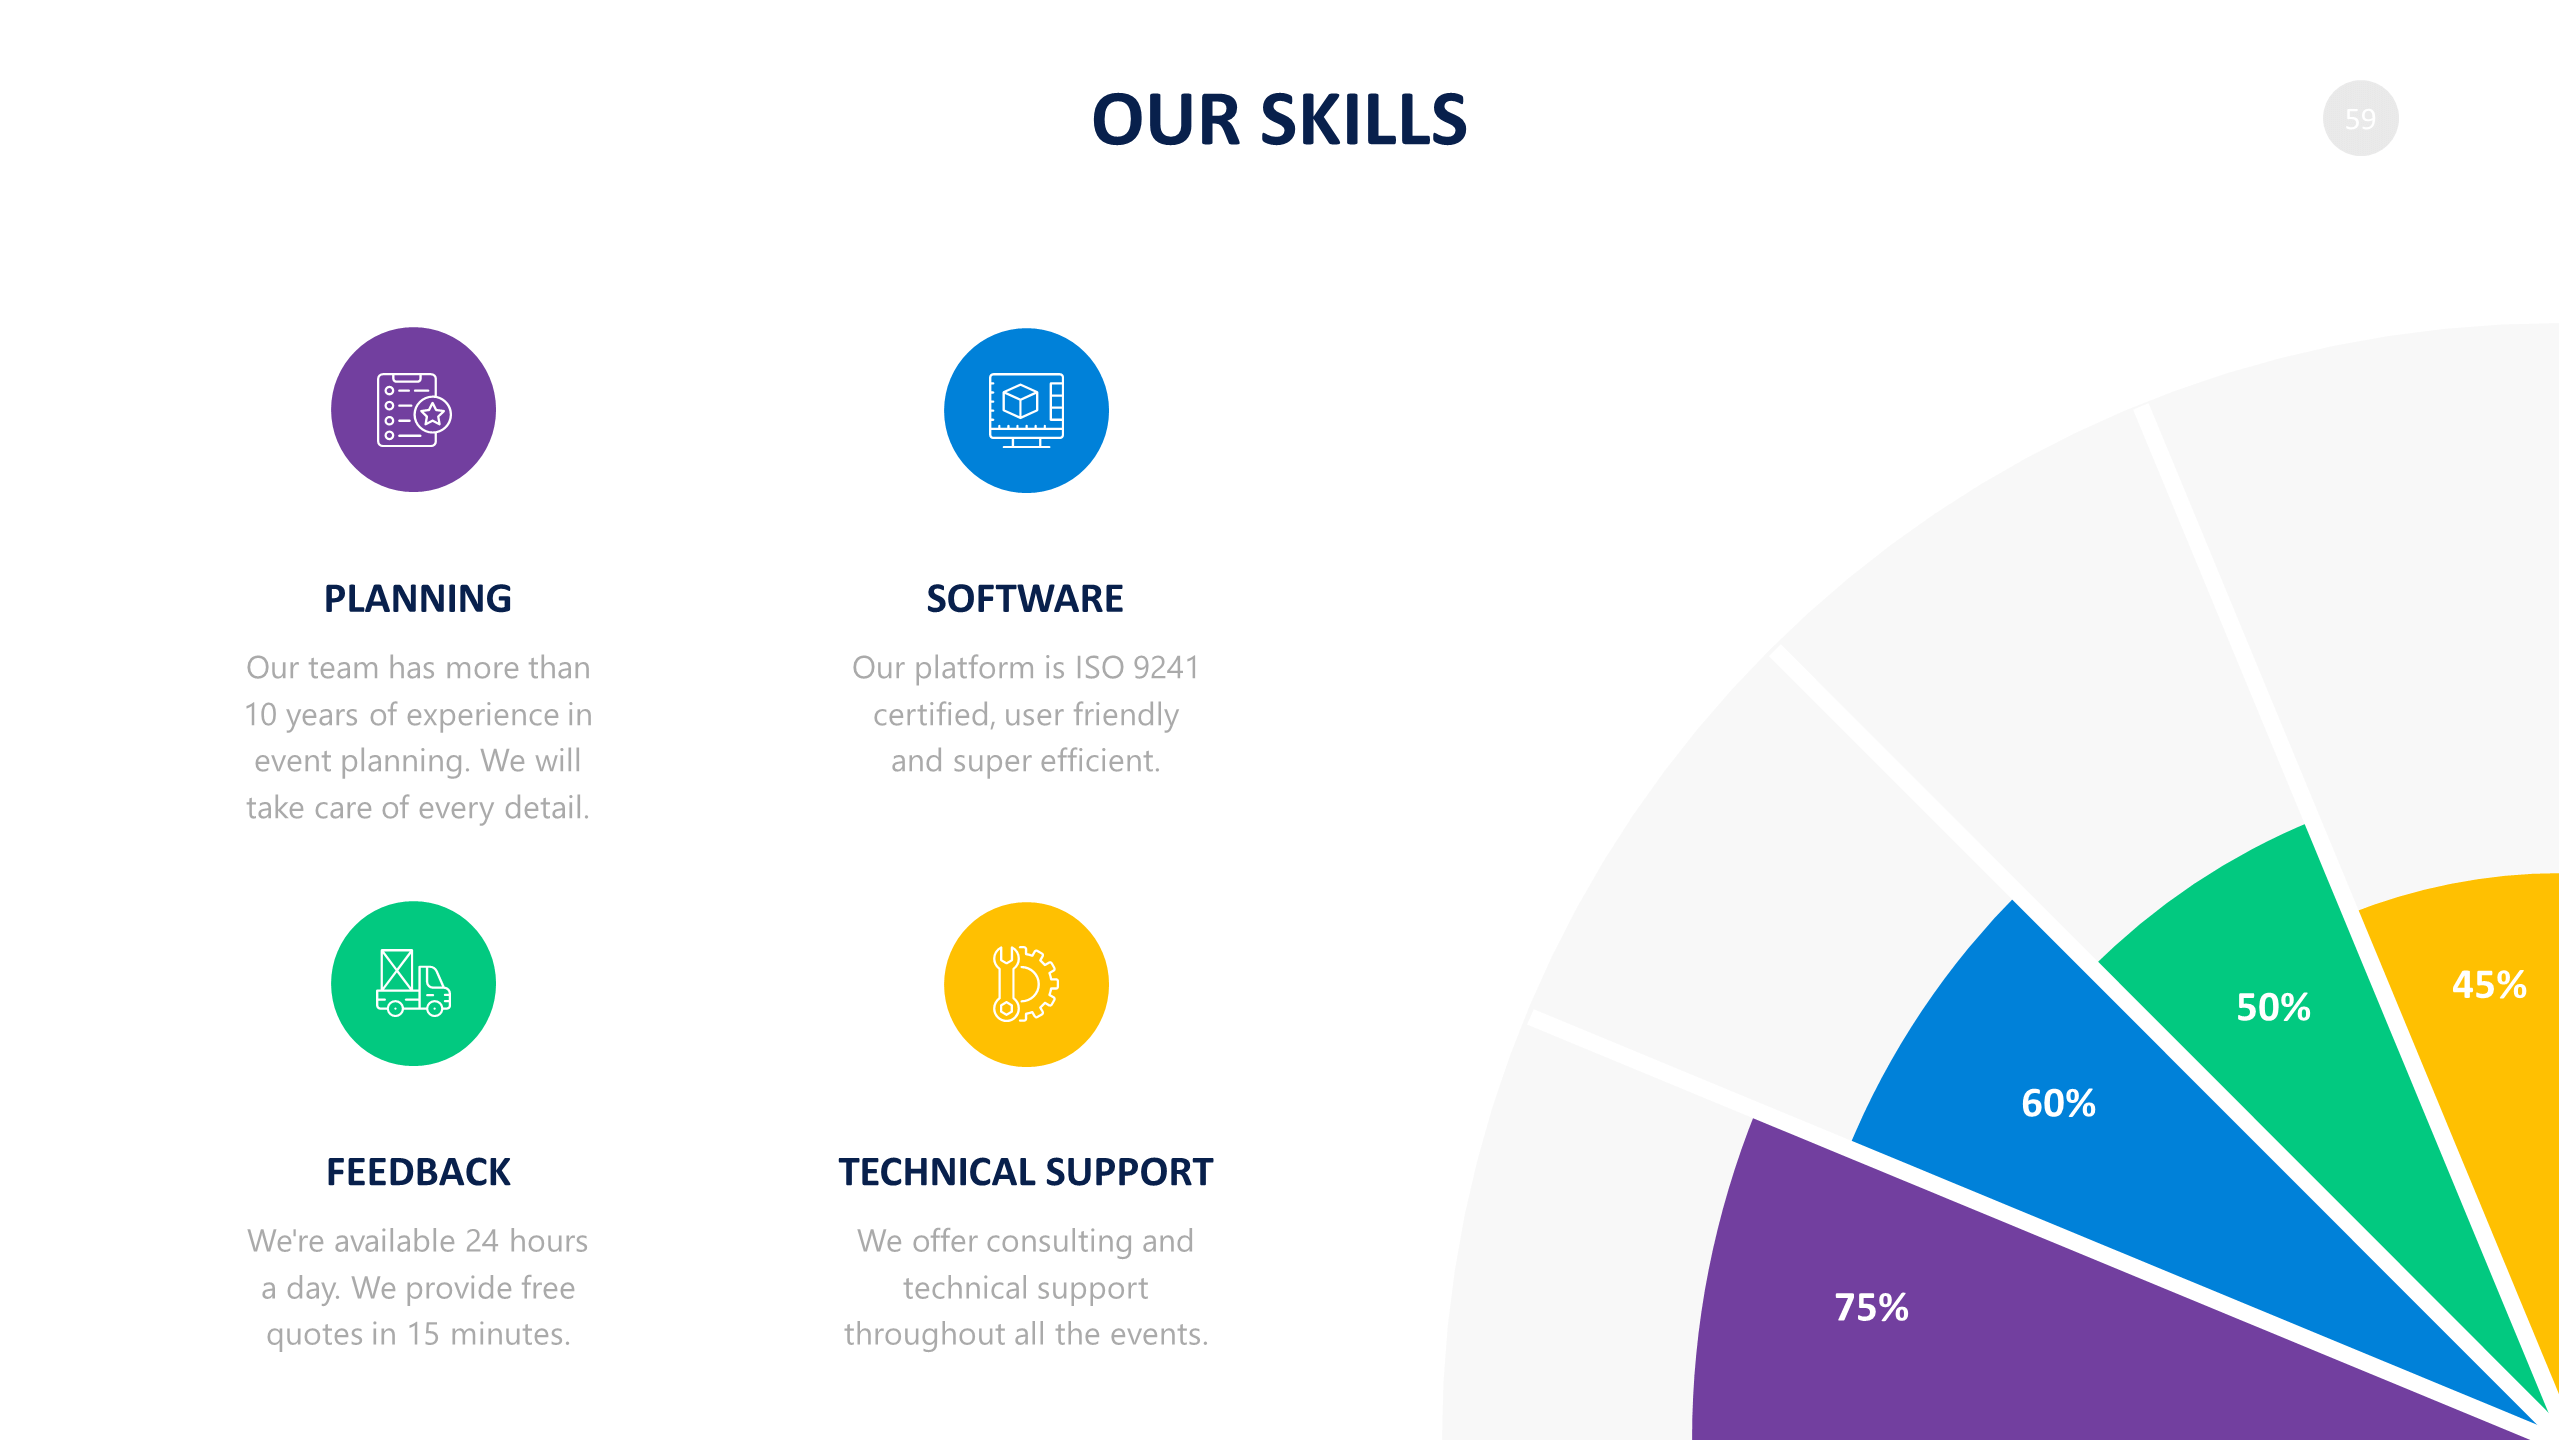 OUR SKILLS
59
PLANNING
Our team has more than
10 years of experience in
event planning. We will
take care of every detail.
SOFTWARE
Our platform is ISO 9241
certified, user friendly
and super efficient.
FEEDBACK
We're available 24 hours
a day. We provide free
quotes in 15 minutes.
TECHNICAL SUPPORT
We offer consulting and
technical support
throughout all the events.
75%
60%
50%
45%